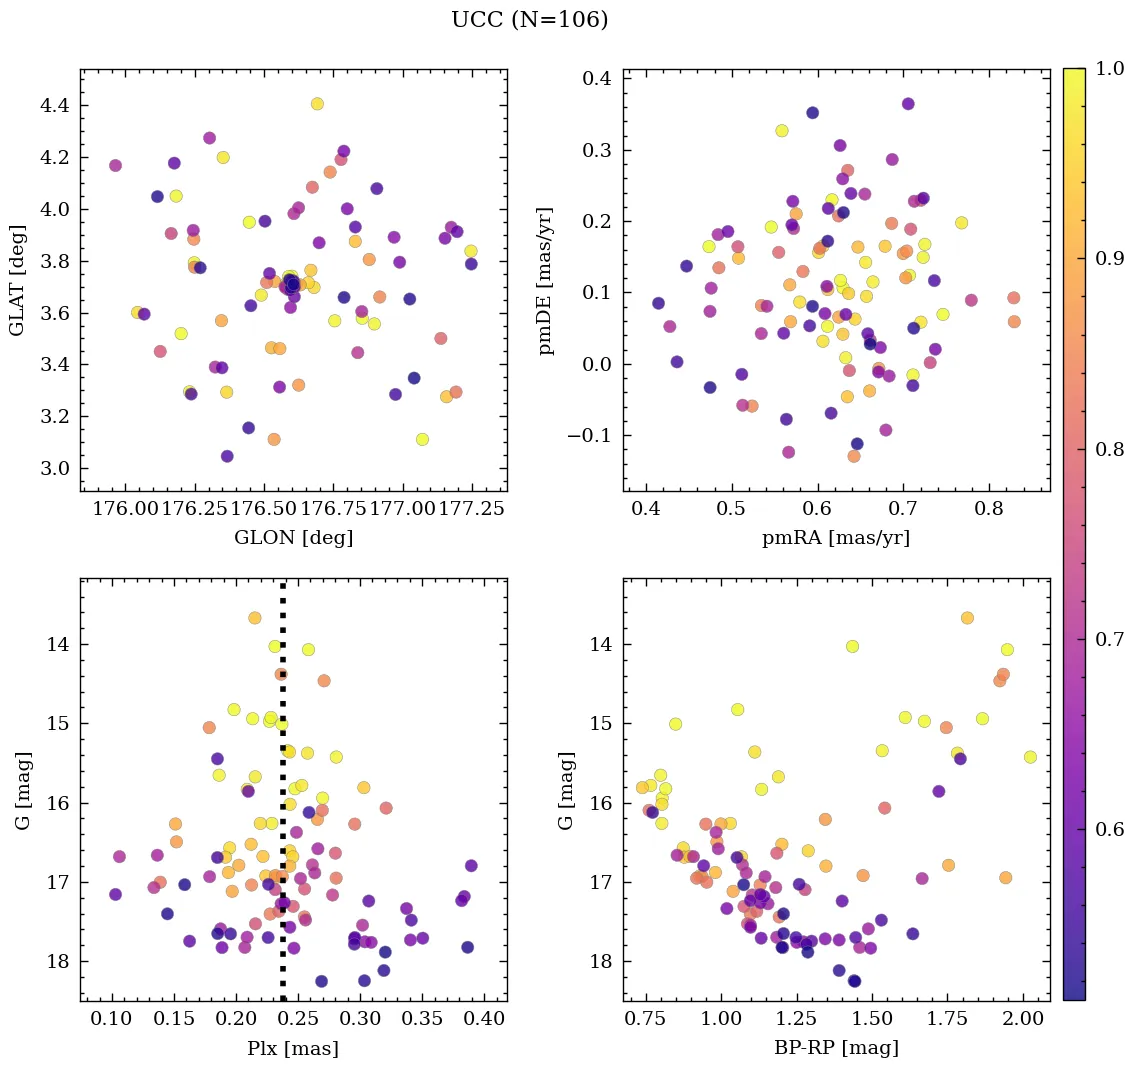 UCC (N=106)
4.4
4.2
4.0
3.8
3.6
3.4
3.2
3.0
GLAT [deg]
176.00 176.25 176.50 176.75 177.00 177.25
GLON [deg]
0.4
0.3
0.2
0.1
0.0
−0.1
pmDE [mas/yr]
0.4 0.5 0.6 0.7 0.8
pmRA [mas/yr]
1.0
0.9
0.8
0.7
0.6
14
15
16
17
18
G [mag]
0.10 0.15 0.20 0.25 0.30 0.35 0.40
Plx [mas]
14
15
16
17
18
G [mag]
0.75 1.00 1.25 1.50 1.75 2.00
BP-RP [mag]